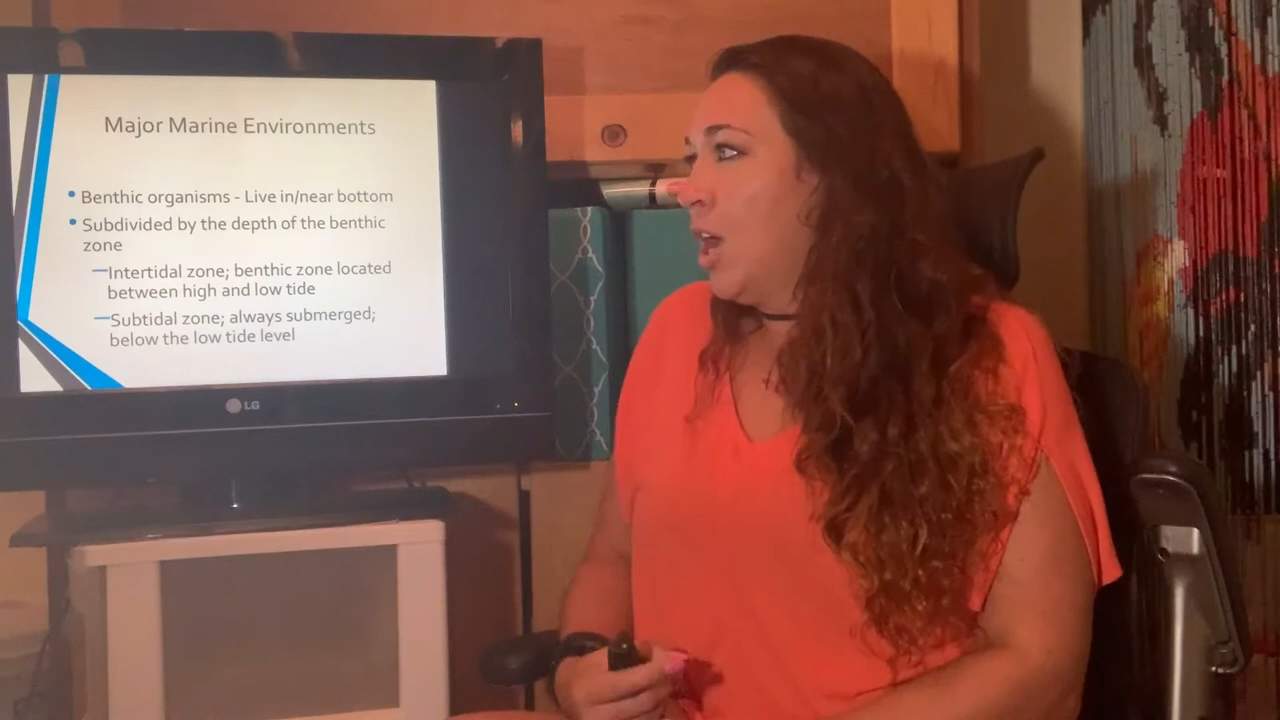 Major Marine Environments
• Benthic organisms - Live in/near bottom
• Subdivided by the depth of the benthic
zone
—Intertidal zone; benthic zone located
between high and low tide
—Subtidal zone; always submerged;
below the low tide level
LG